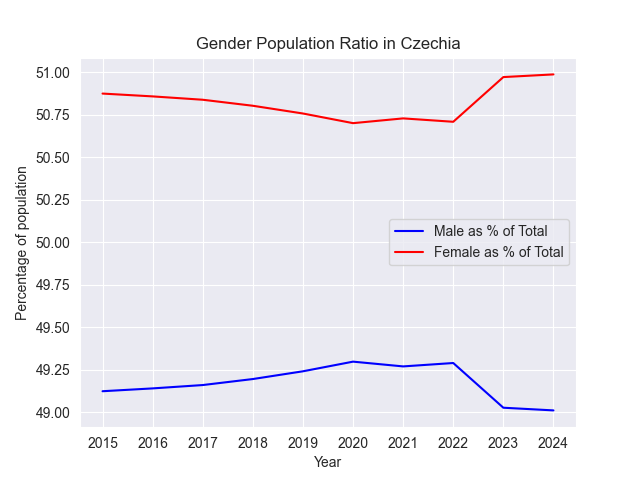 Gender Population Ratio in Czechia
Percentage of population
51.00
50.75
50.50
50.25
50.00
49.75
49.50
49.25
49.00
Male as % of Total
Female as % of Total
2015 2016 2017 2018 2019 2020 2021 2022 2023 2024
Year